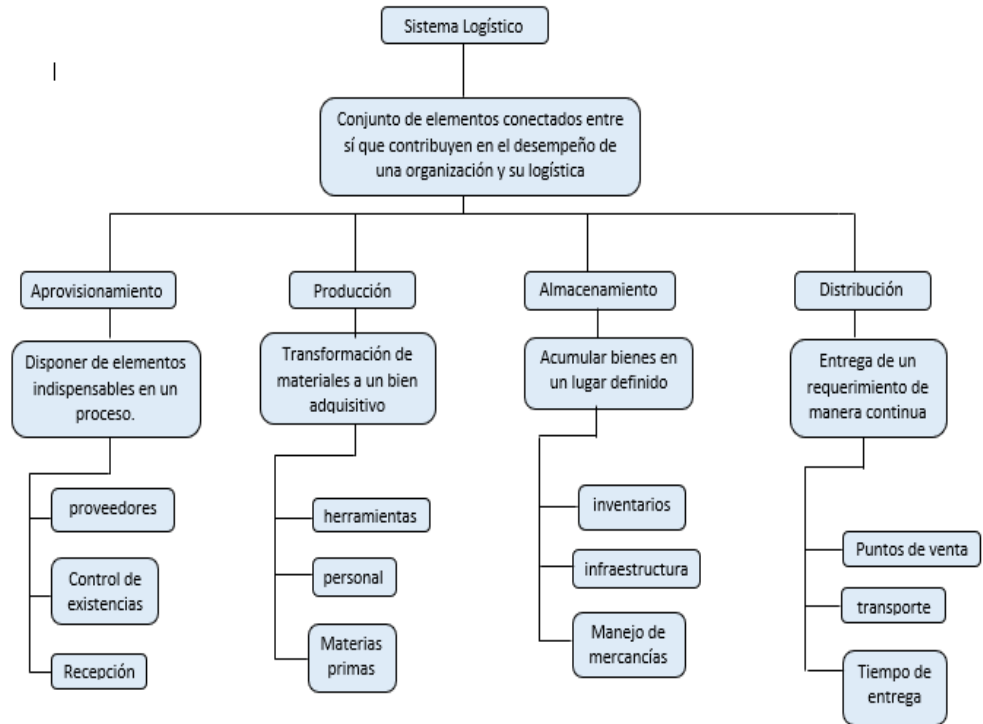 Sistema Logístico
Conjunto de elementos conectados entre
sí que contribuyen en el desempeño de
una organización y su logística
Aprovisionamiento
Disponer de elementos
indispensables en un
proceso.
proveedores
Control de
existencias
Recepción
Producción
Transformación de
materiales a un bien
adquisitivo
herramientas
personal
Materias
primas
Almacenamiento
Acumular bienes en
un lugar definido
inventarios
infraestructura
Manejo de
mercancías
Distribución
Entrega de un
requerimiento de
manera continua
Puntos de venta
transporte
Tiempo de
entrega